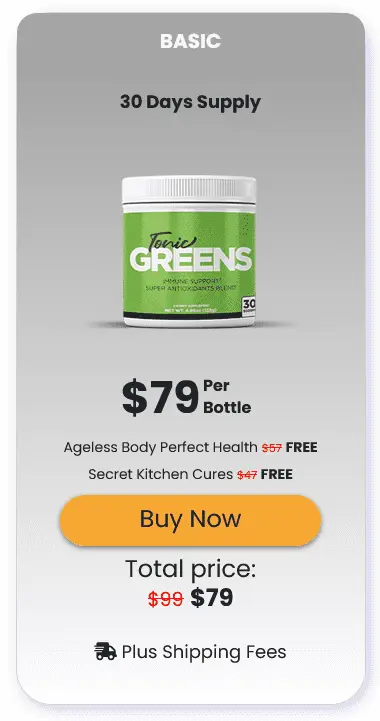 BASIC
30 Days Supply
Tonic
GREENS
IMMUNE SUPPORT
SUPER ANTIOXIDANTS BLEND
30
$79 Per
Bottle
Ageless Body Perfect Health $57 FREE
Secret Kitchen Cures $47 FREE
Buy Now
Total price:
$99 $79
Plus Shipping Fees